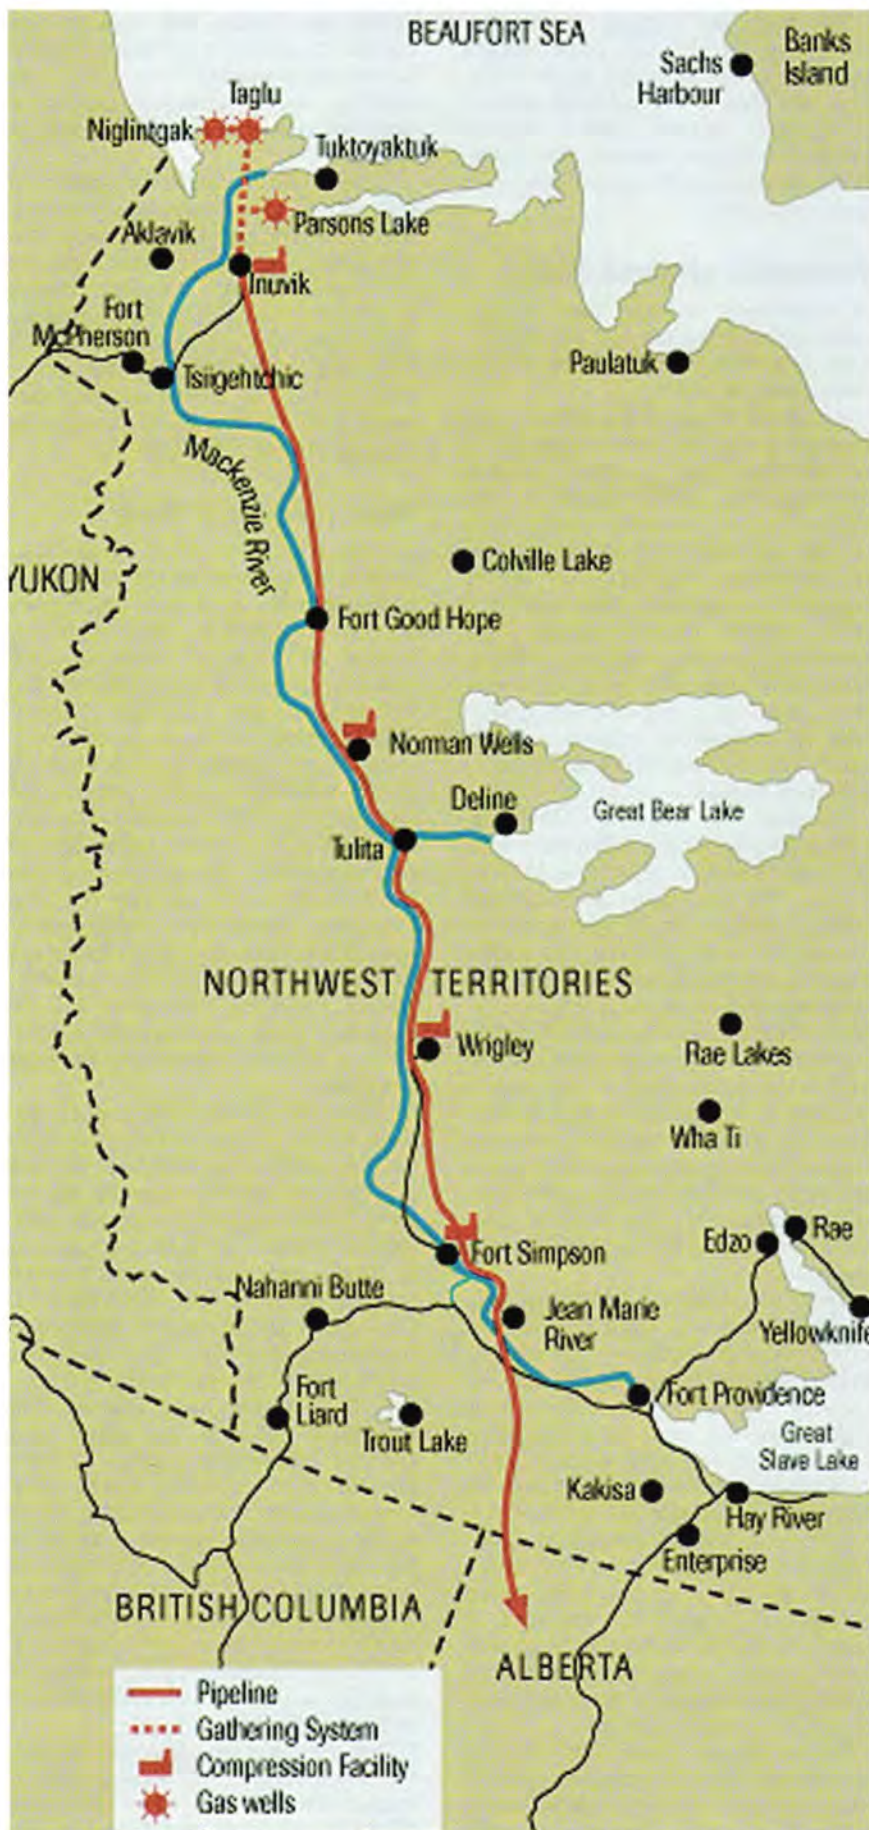 BEAUFORT SEA
Banks
Island
Sachs
Harbour
Taglu
Niglintgak
Tuktoyaktuk
Parsons Lake
Aklavik
Inuvik
Fort
McPherson
Tsiigehtchic
Paulatuk
Mackenzie River
Colville Lake
YUKON
Fort Good Hope
Norman Wells
Deline
Great Bear Lake
Tulita
NORTHWEST TERRITORIES
Wrigley
Rae Lakes
Wha Ti
Edzo
Rae
Fort Simpson
Nahanni Butte
Jean Marie
River
Yellowknife
Fort
Liard
Trout Lake
Fort Providence
Great
Slave Lake
Kakisa
Hay River
Enterprise
BRITISH COLUMBIA
ALBERTA
Pipeline
Gathering System
Compression Facility
Gas wells